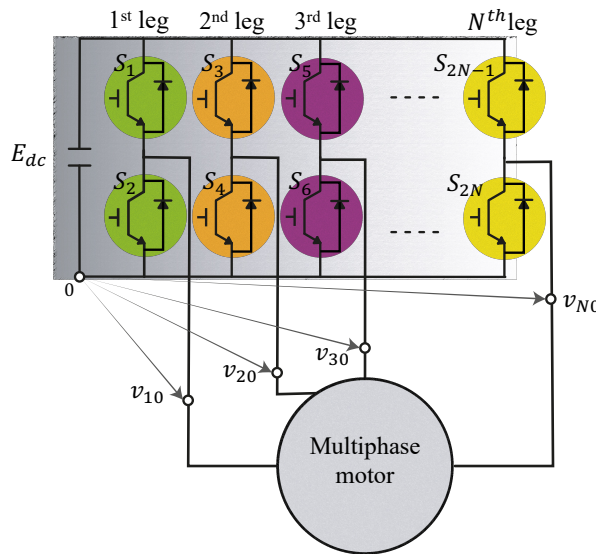 1st leg 2nd leg 3rd leg Nth leg
S1 S3 S5 S2N−1
Edc
S2 S4 S6 S2N
0
vN0
v30
v20
v10
Multiphase
motor